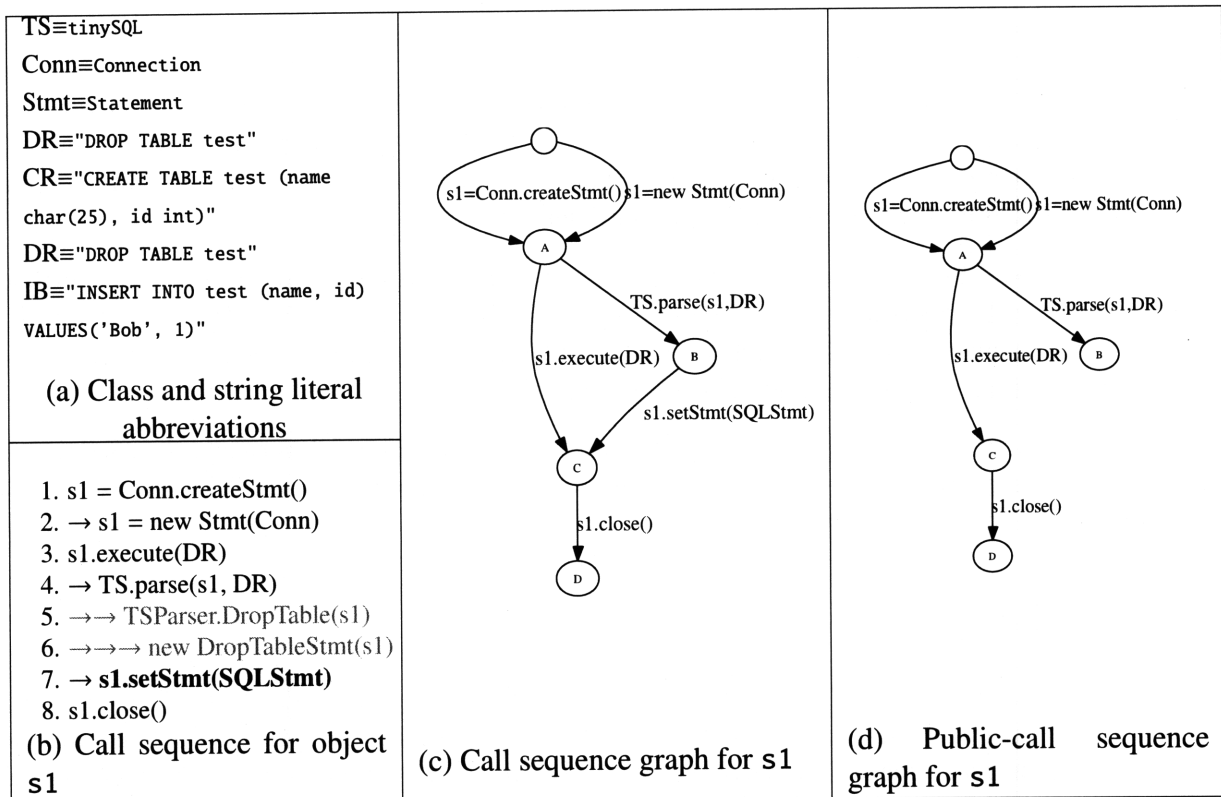 TS≡tinySQL
Conn≡Connection
Stmt≡Statement
DR≡"DROP TABLE test"
CR≡"CREATE TABLE test (name
char(25), id int)"
DR≡"DROP TABLE test"
IB≡"INSERT INTO test (name, id)
VALUES('Bob', 1)"
(a) Class and string literal
abbreviations
1. s1 = Conn.createStmt()
2. → s1 = new Stmt(Conn)
3. s1.execute(DR)
4. → TS.parse(s1, DR)
5. →→ TSParser.DropTable(s1)
6. →→→ new DropTableStmt(s1)
7. → s1.setStmt(SQLStmt)
8. s1.close()
(b) Call sequence for object
s1
s1=Conn.createStmt()
s1=new Stmt(Conn)
A
TS.parse(s1,DR)
s1.execute(DR)
B
s1.setStmt(SQLStmt)
C
s1.close()
D
(c) Call sequence graph for s1
s1=Conn.createStmt()
s1=new Stmt(Conn)
A
TS.parse(s1,DR)
s1.execute(DR)
B
C
s1.close()
D
(d) Public-call sequence
graph for s1